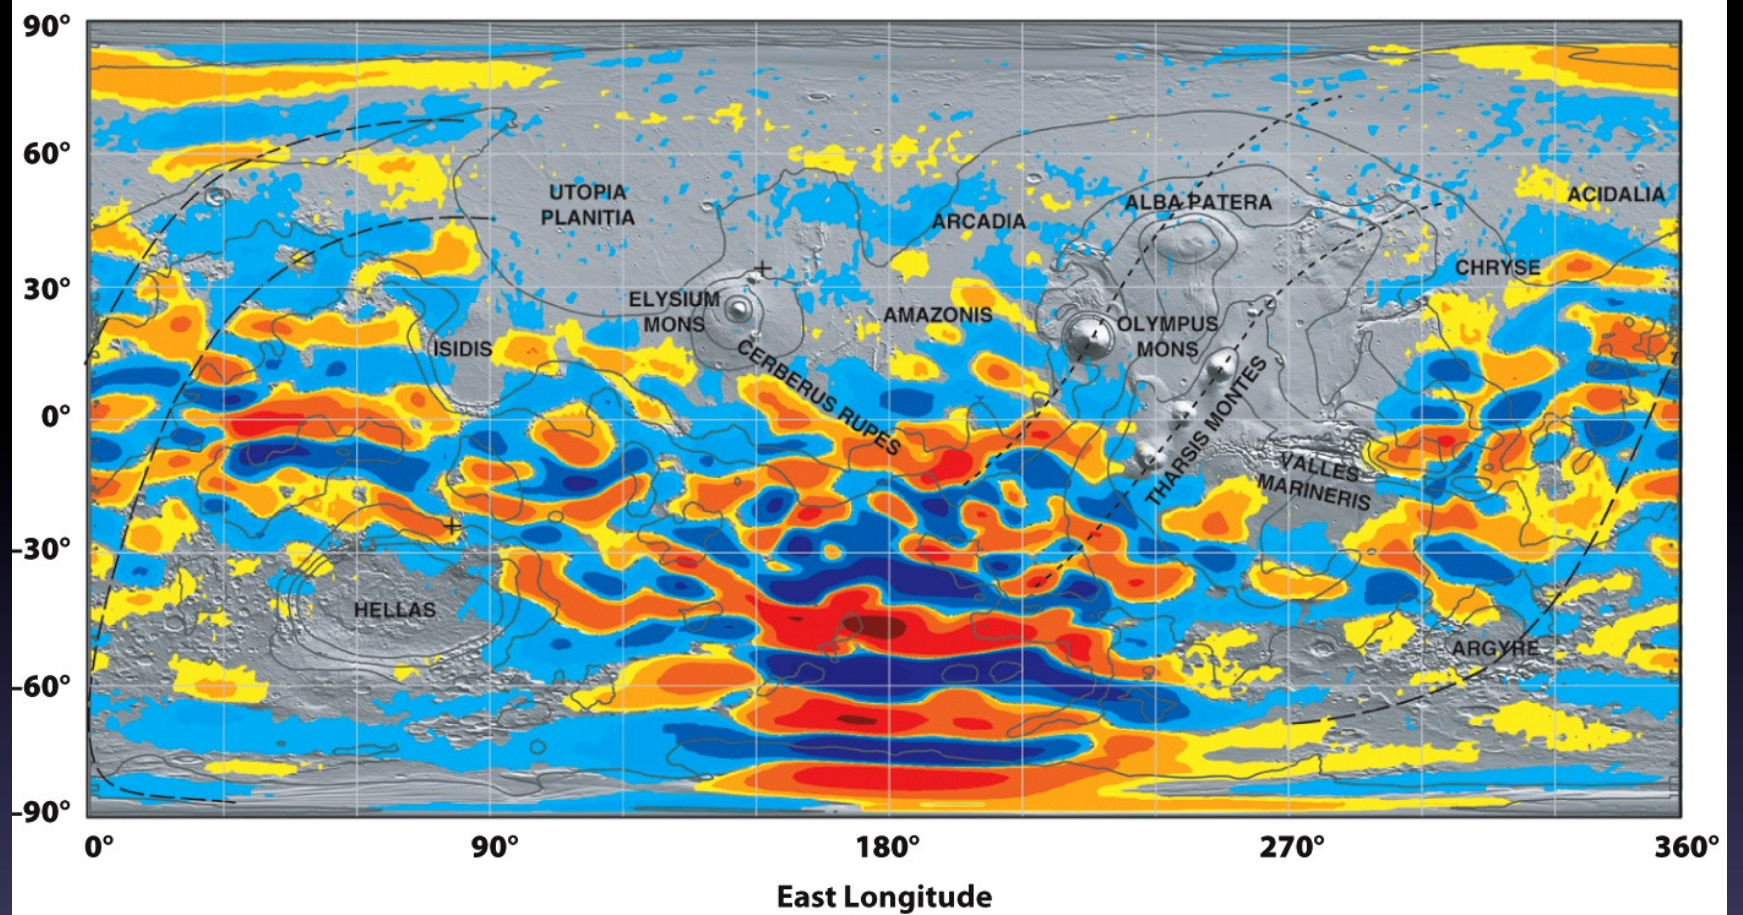 90°
60°
30°
0°
-30°
-60°
-90°
UTOPIA
PLANITIA
ARCADIA
ALBA PATERA
ACIDALIA
CHRYSE
ELYSIUM
MONS
AMAZONIS
OLYMPUS
MONS
ISIDIS
CERBERUS RUPES
THARSIS MONTES
VALLES
MARINERIS
HELLAS
ARGYRE
0°
90°
180°
270°
360°
East Longitude